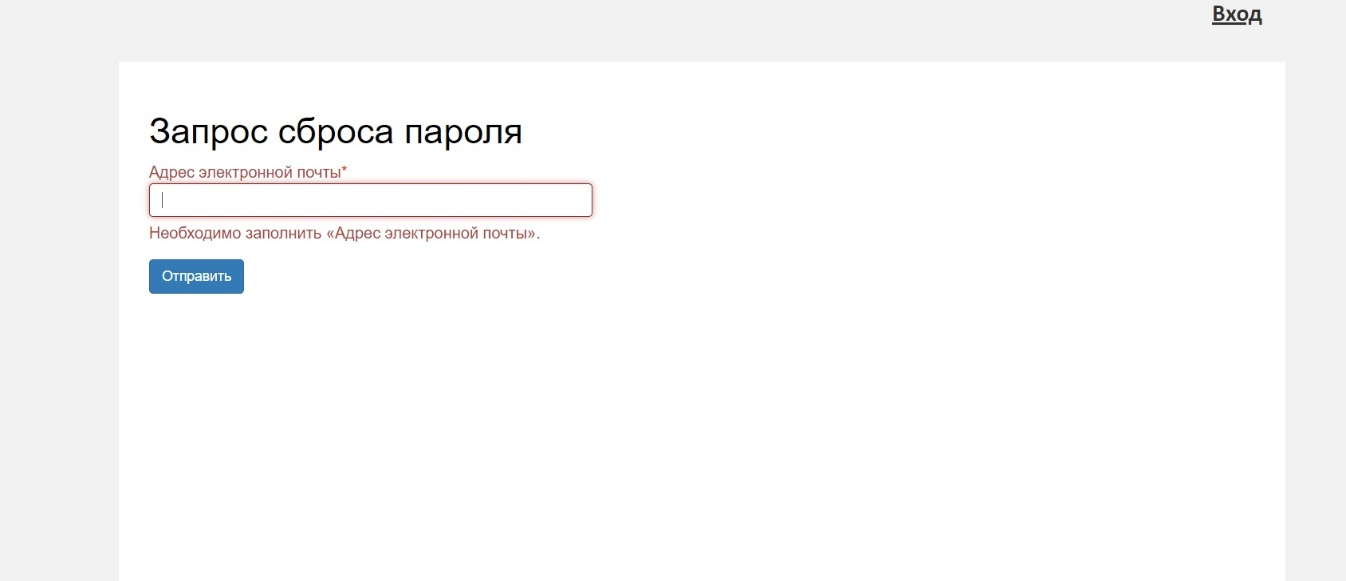 Вход
Запрос сброса пароля
Адрес электронной почты*
Необходимо заполнить «Адрес электронной почты».
Отправить